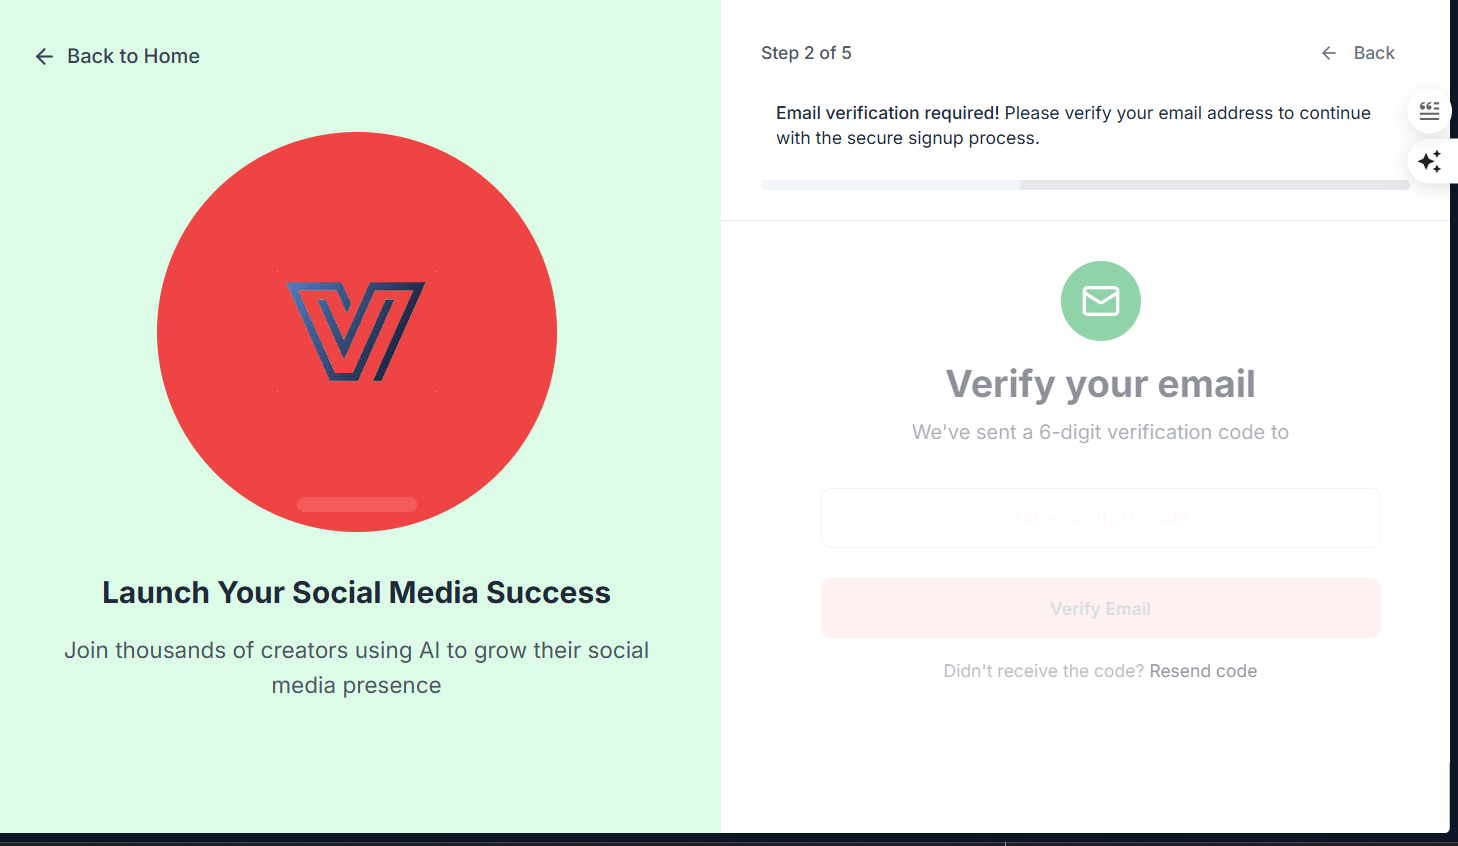 Back to Home
Launch Your Social Media Success
Join thousands of creators using AI to grow their social
media presence
Step 2 of 5
Back
Email verification required! Please verify your email address to continue
with the secure signup process.
Verify your email
We've sent a 6-digit verification code to
Enter 6-digit code
Verify Email
Didn't receive the code? Resend code